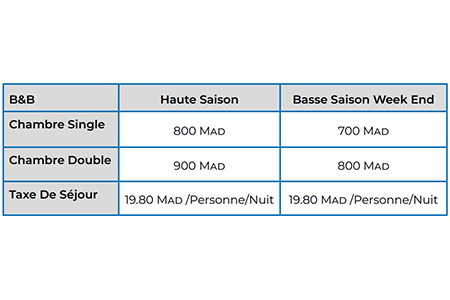 B&B Haute Saison Basse Saison Week End
Chambre Single 800 MAD 700 MAD
Chambre Double 900 MAD 800 MAD
Taxe De Séjour 19.80 MAD /Personne/Nuit 19.80 MAD /Personne/Nuit